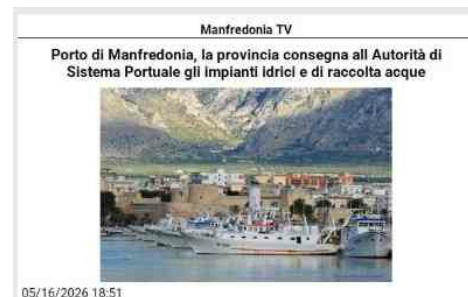 Manfredonia TV
Porto di Manfredonia, la provincia consegna all Autorità di
Sistema Portuale gli impianti idrici e di raccolta acque
05/16/2026 18:51